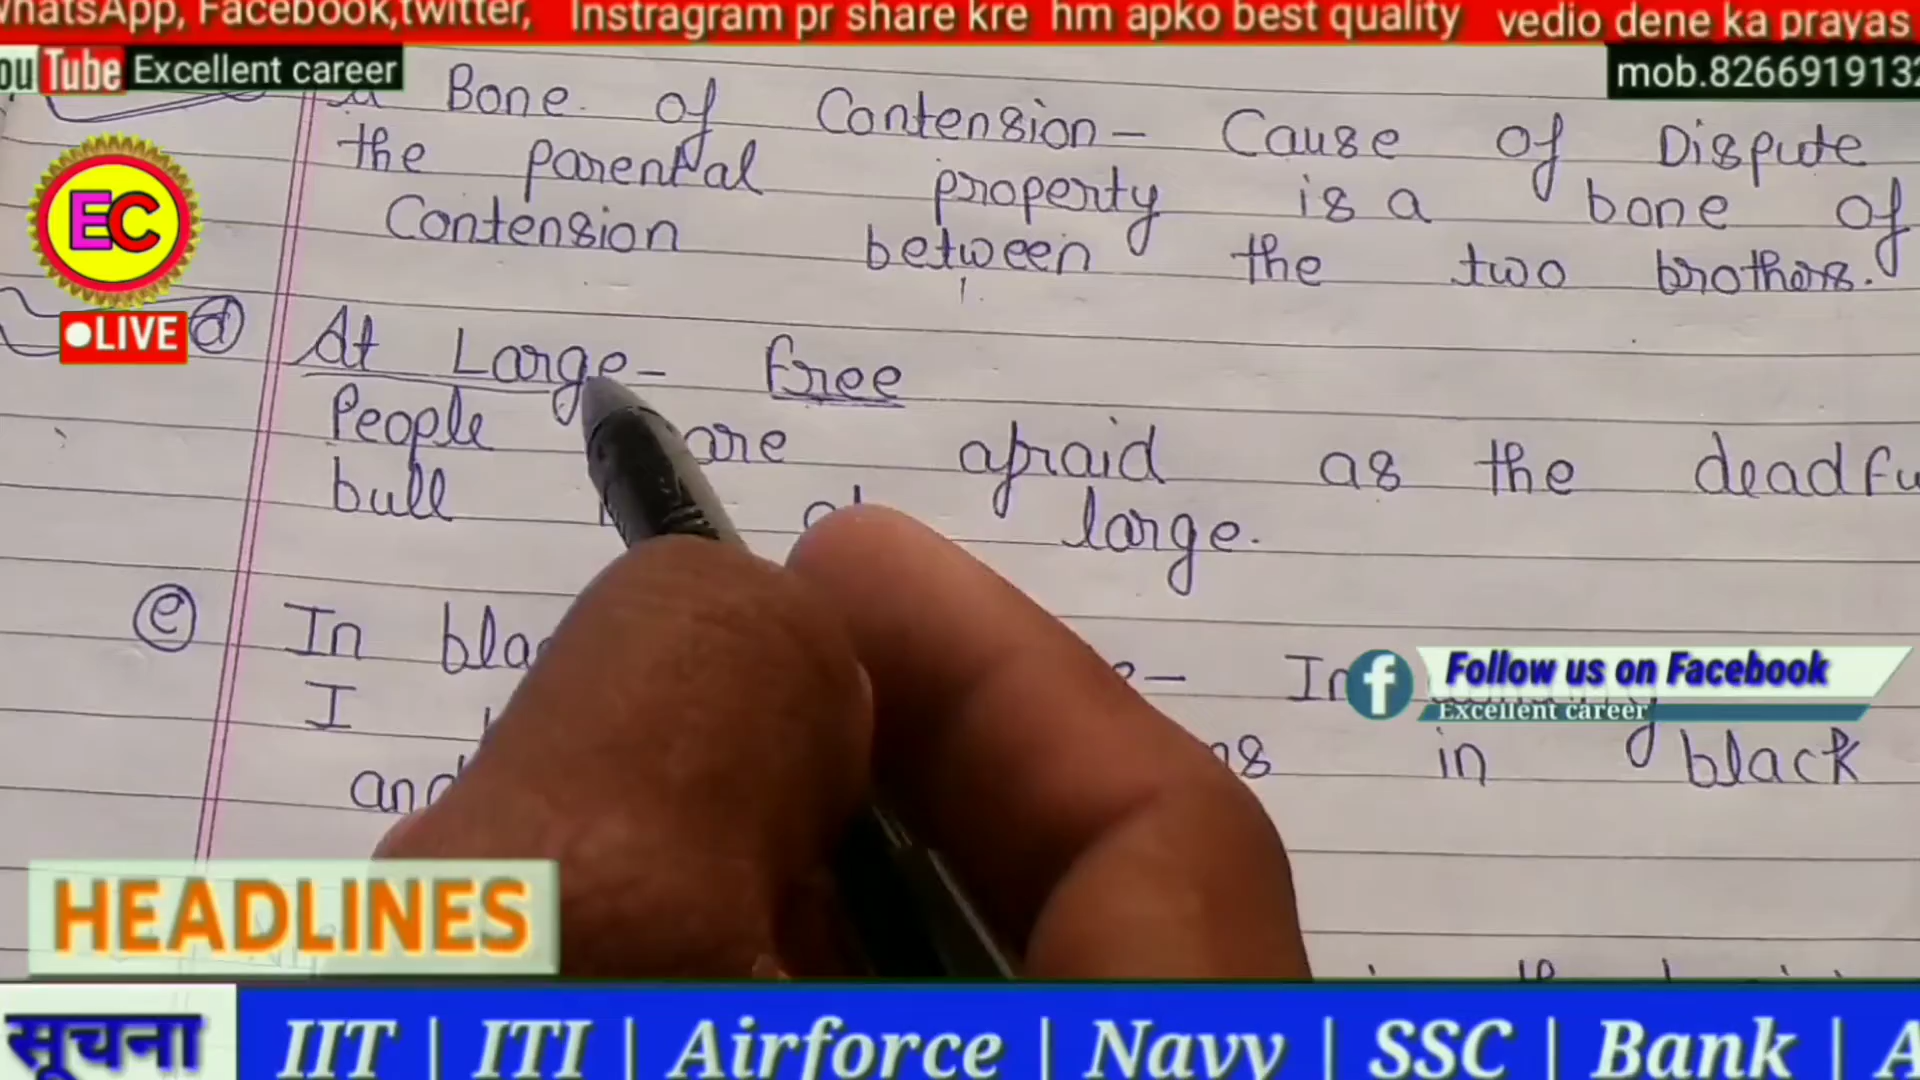 WhatsApp, Facebook,twitter, Instragram pr share kre hm apko best quality vedio dene ka prayas
You Tube Excellent career
mob.8266919132
a Bone of Contension - Cause of Dispute
the parental property is a bone of
Contension between the two brothers.
EC
LIVE
d At Large - free
People are afraid as the deadfu
bull large.
e In
I
in black
Follow us on Facebook
Excellent career
HEADLINES
सूचना IIT | ITI | Airforce | Navy | SSC | Bank | A